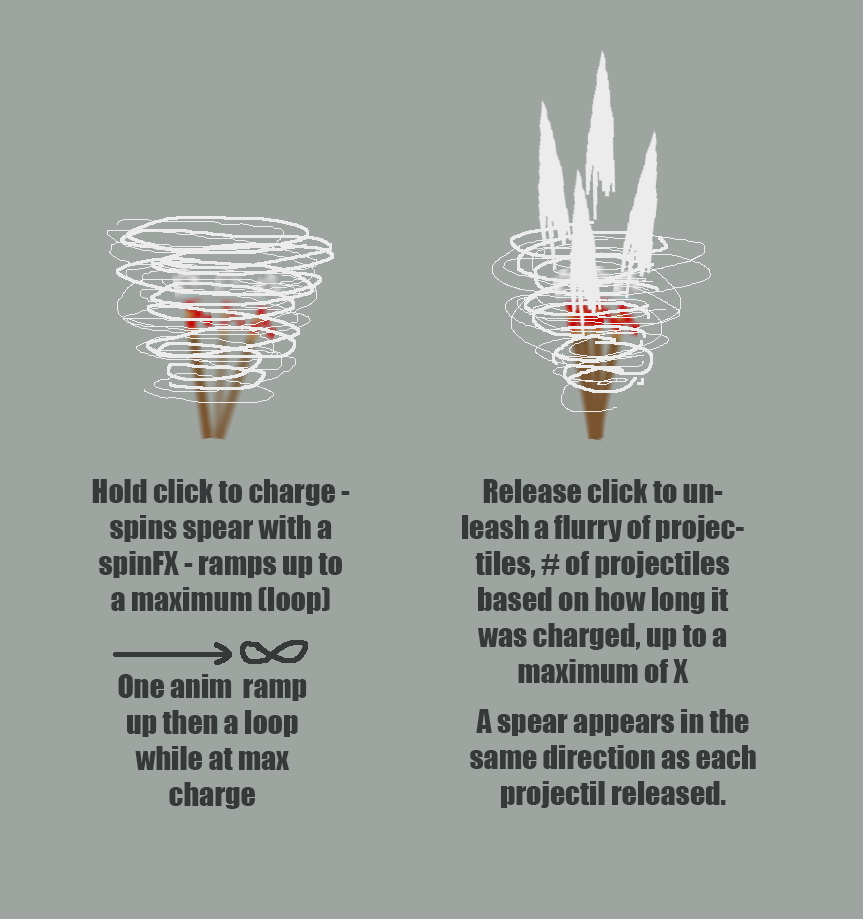 Hold click to charge -
spins spear with a
spinFX - ramps up to
a maximum (loop)
One anim ramp
up then a loop
while at max
charge
Release click to un-
leash a flurry of projec-
tiles, # of projectiles
based on how long it
was charged, up to a
maximum of X
A spear appears in the
same direction as each
projectil released.